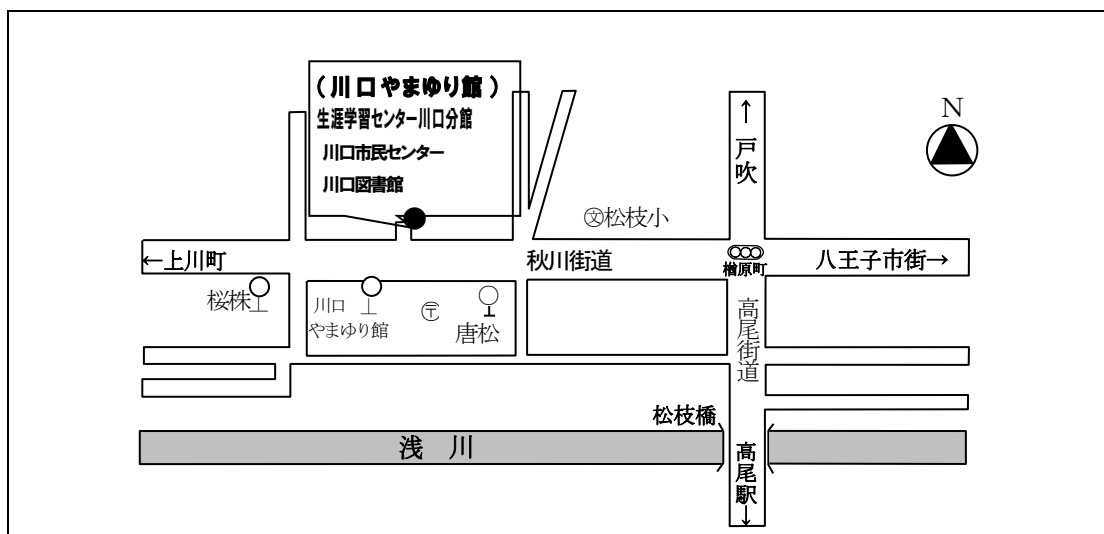 （川口やまゆり館）
生涯学習センター川口分館
川口市民センター
川口図書館
↑
戸吹
N
㊫松枝小
←上川町
秋川街道
檜原町
八王子市街→
桜株
川口
やまゆり館
〒
唐松
高尾街道
松枝橋
浅 川
高尾駅
↓